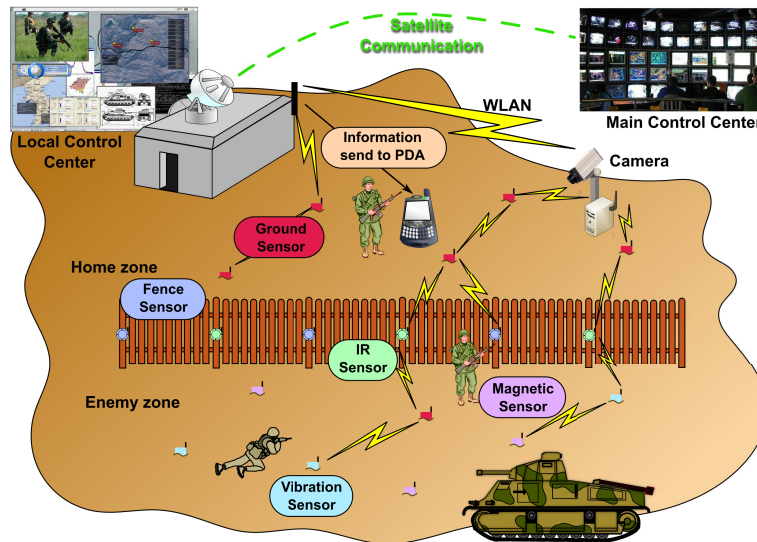 Satellite
Communication
WLAN
Main Control Center
Local Control
Center
Information
send to PDA
Camera
Ground
Sensor
Home zone
Fence
Sensor
IR
Sensor
Magnetic
Sensor
Enemy zone
Vibration
Sensor